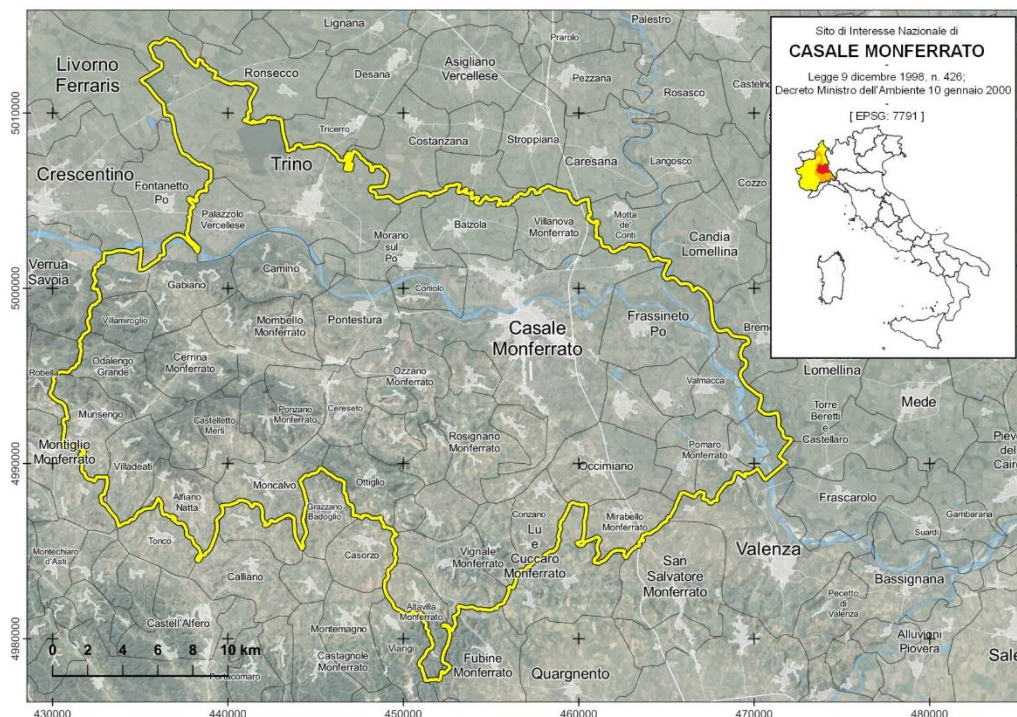 Sito di Interesse Nazionale di
CASALE MONFERRATO
-
Legge 9 dicembre 1998, n. 426;
Decreto Ministro dell'Ambiente 10 gennaio 2000
-
[ EPSG: 7791 ]
Lignana
Palestro
Prarolo
Livorno
Ferraris
Ronsecco
Desana
Asigliano
Vercellese
Pezzana
Rosasco
5010000
Tricerro
Costanzana
Stroppiana
Trino
Caresana
Langosco
Crescentino
Fontanetto
Po
Cozzo
Palazzolo
Vercellese
Balzola
Villanova
Monferrato
Motta
de'
Conti
Morano
sul
Po
Candia
Lomellina
Verrua
Savoia
Camino
Gabiano
Coniolo
5000000
Villamiroglio
Mombello
Monferrato
Pontestura
Casale
Monferrato
Frassineto
Po
Odalengo
Grande
Cerrina
Monferrato
Ozzano
Monferrato
Robella
Valmacca
Lomellina
Mede
Murisengo
Castelletto
Merli
Ponzano
Monferrato
Cereseto
Torre
Beretti
e
Castellaro
Montiglio
Monferrato
Rosignano
Monferrato
Pomaro
Monferrato
4990000
Villadeati
Occimiano
Alfiano
Natta
Moncalvo
Ottiglio
Frascarolo
Grazzano
Badoglio
Conzano
Mirabello
Monferrato
Gambarana
Tonco
Lu
e
Cuccaro
Monferrato
Suardi
Montechiaro
d'Asti
Casorzo
Vignale
Monferrato
Valenza
Calliano
San
Salvatore
Monferrato
Bassignana
Pecetto
di
Valenza
Altavilla
Monferrato
Castell'Alfero
Montemagno
4980000
Alluvioni
Piovera
0 2 4 6 8 10 km
Viarigi
Castagnole
Monferrato
Fubine
Monferrato
Quargnento
Portacomaro
430000 440000 450000 460000 470000 480000